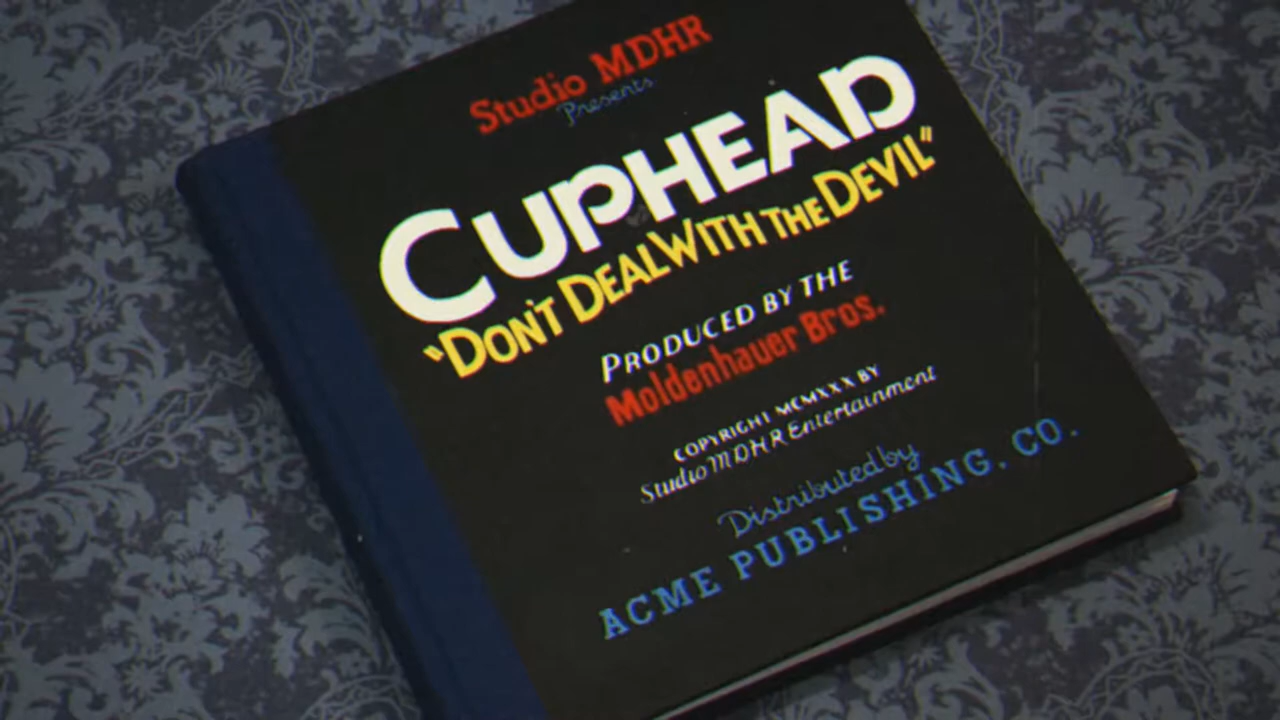 Studio MDHR
Presents
CUPHEAD
"DON'T DEAL WITH THE DEVIL"
PRODUCED BY THE
Moldenhauer Bros.
COPYRIGHT MCMXXX BY
Studio MDHR Entertainment
Distributed by
ACME PUBLISHING. CO.